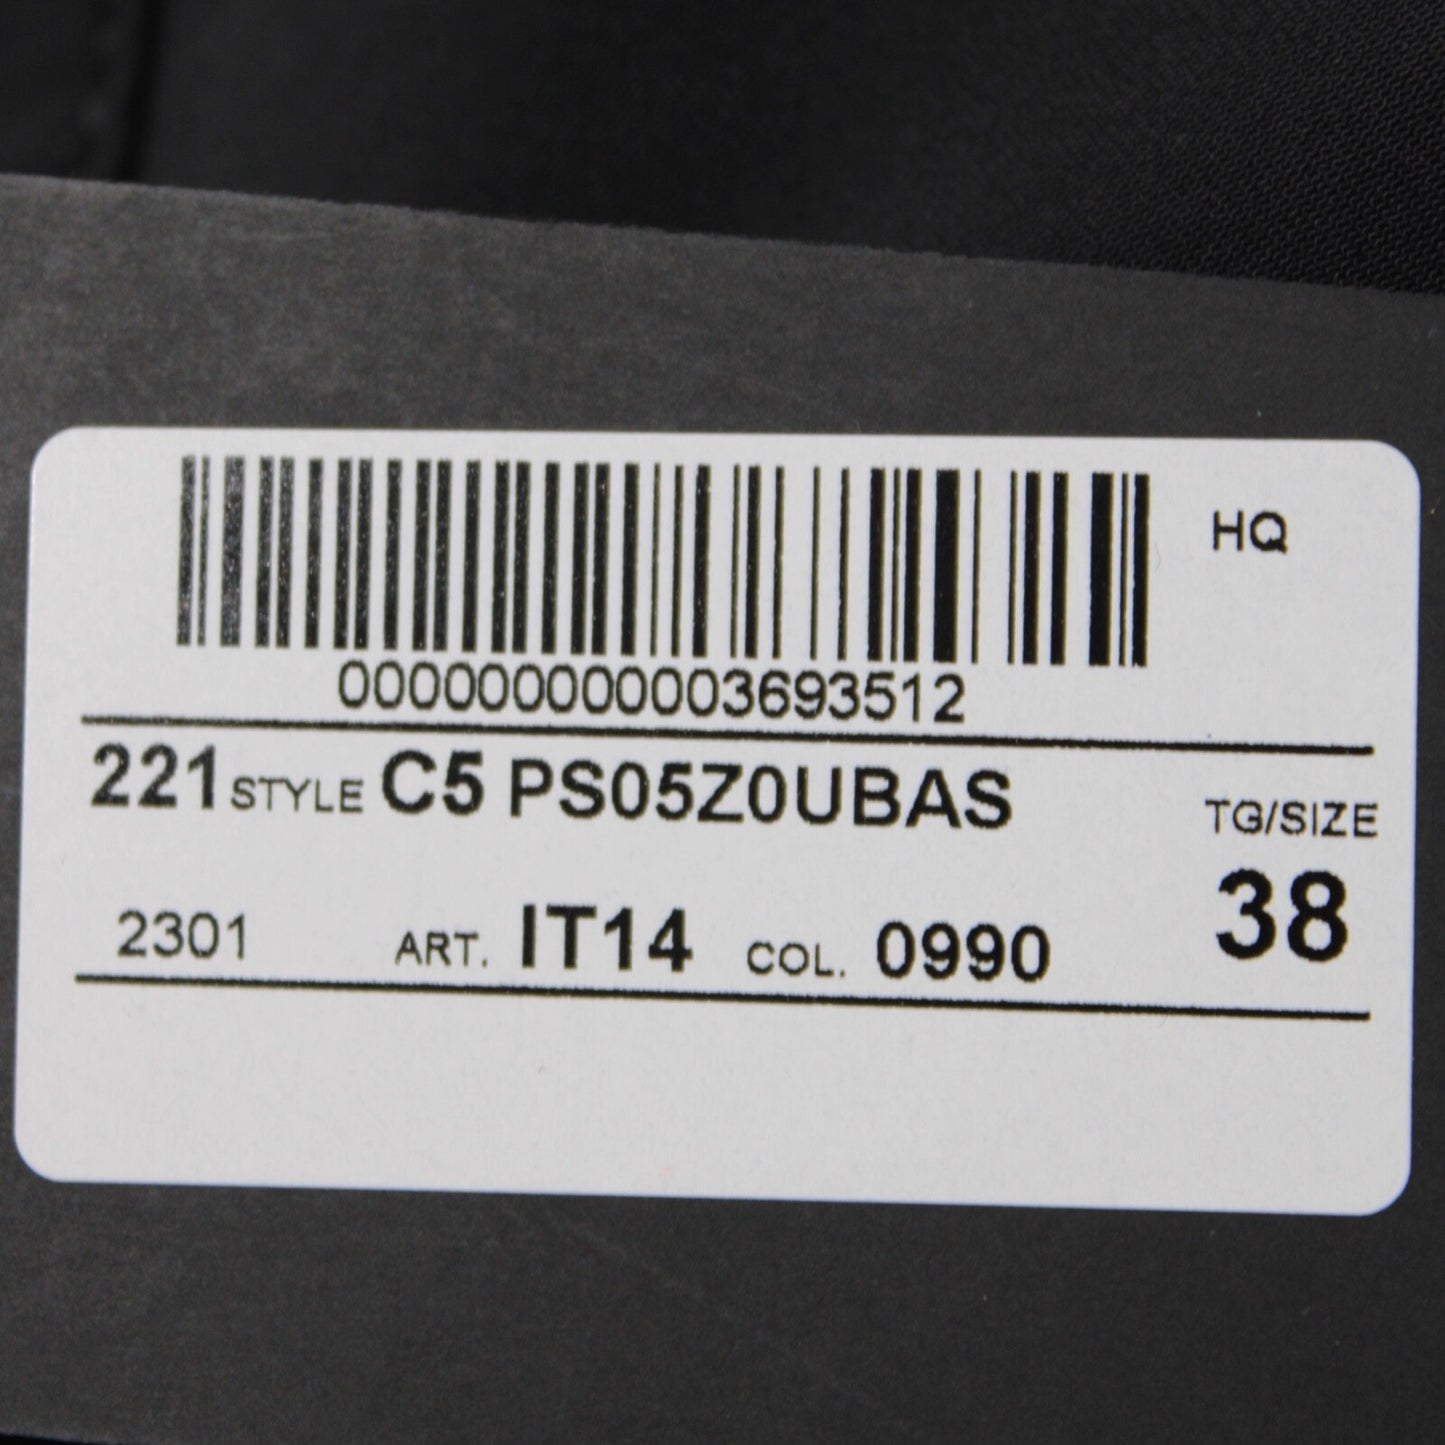 HQ
000000000003693512
221 STYLE C5 PS05Z0UBAS
TG/SIZE
38
2301 ART. IT14 COL. 0990